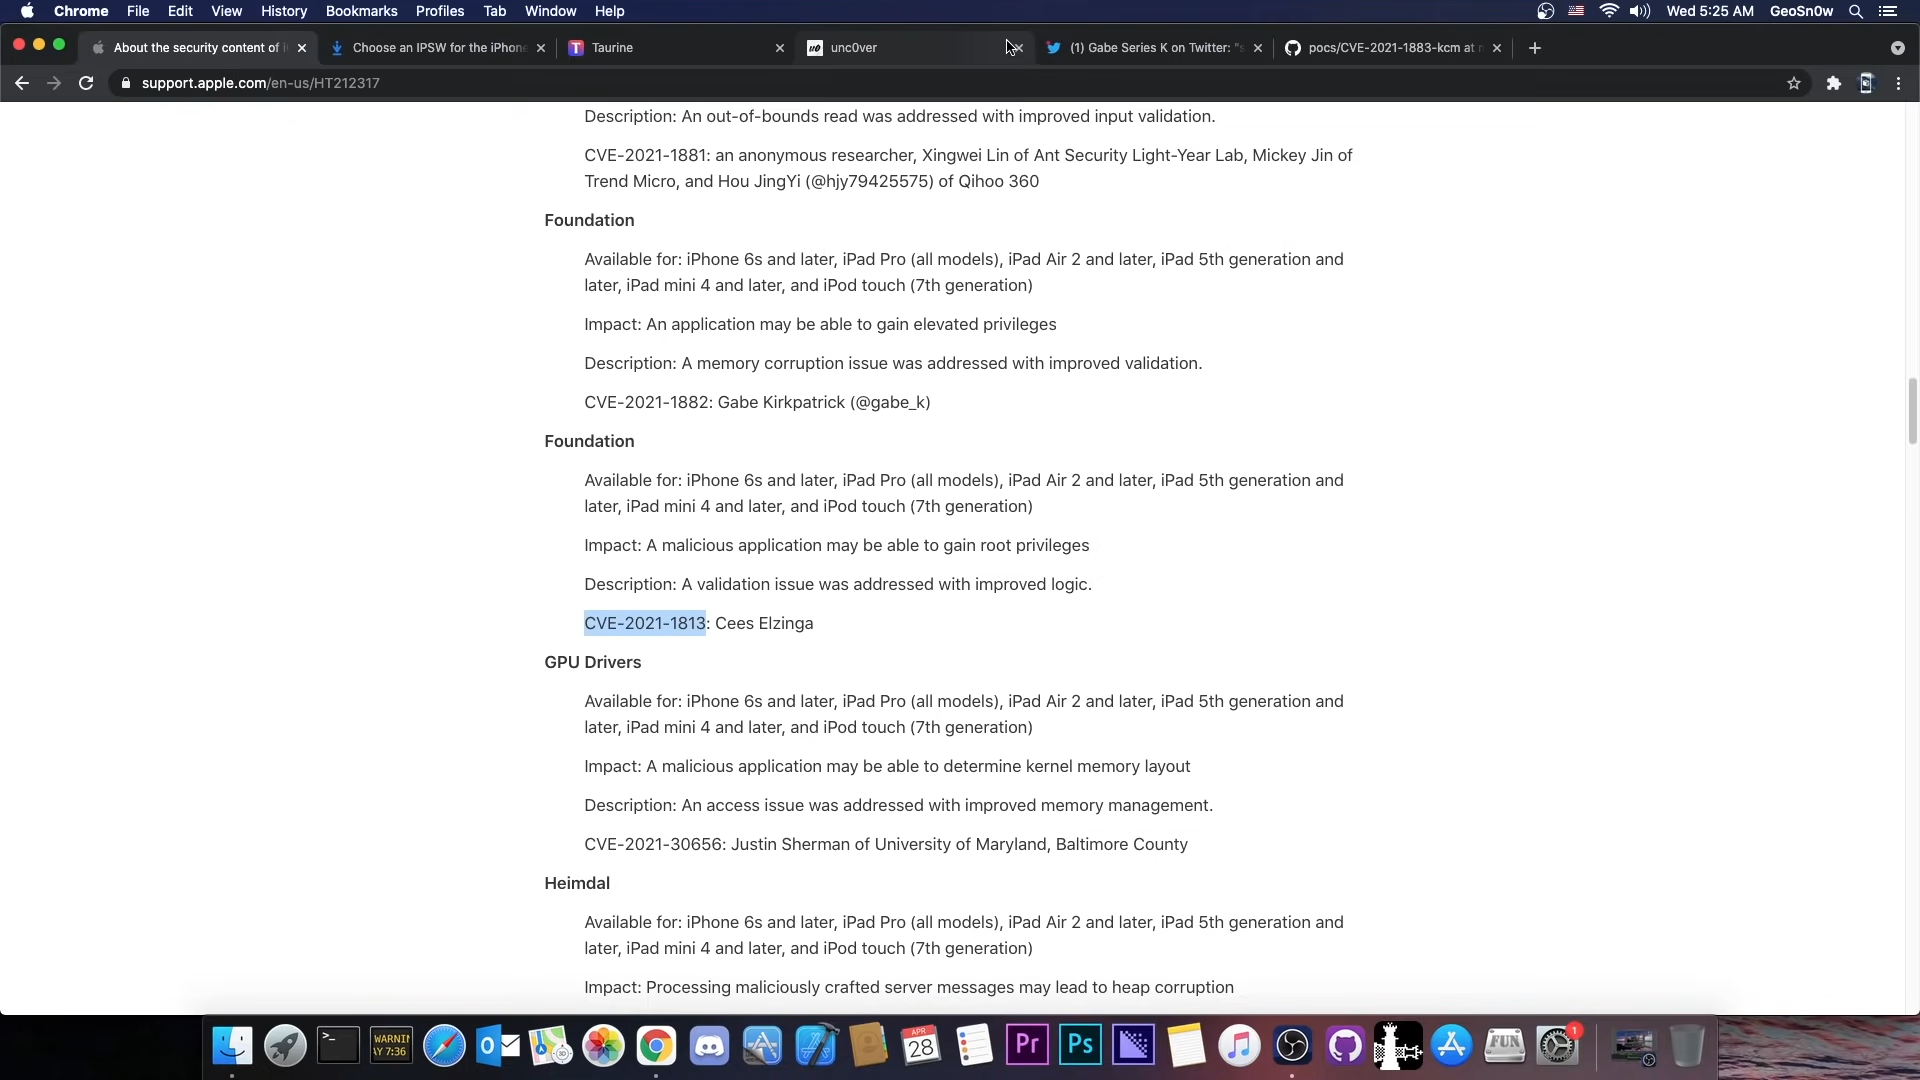 Chrome File Edit View History Bookmarks Profiles Tab Window Help Wed 5:25 AM GeoSn0w
About the security content of i Choose an IPSW for the iPhone Taurine unc0ver (1) Gabe Series K on Twitter: "s pocs/CVE-2021-1883-kcm at
support.apple.com/en-us/HT212317
Description: An out-of-bounds read was addressed with improved input validation.
CVE-2021-1881: an anonymous researcher, Xingwei Lin of Ant Security Light-Year Lab, Mickey Jin of
Trend Micro, and Hou JingYi (@hjy79425575) of Qihoo 360
Foundation
Available for: iPhone 6s and later, iPad Pro (all models), iPad Air 2 and later, iPad 5th generation and
later, iPad mini 4 and later, and iPod touch (7th generation)
Impact: An application may be able to gain elevated privileges
Description: A memory corruption issue was addressed with improved validation.
CVE-2021-1882: Gabe Kirkpatrick (@gabe_k)
Foundation
Available for: iPhone 6s and later, iPad Pro (all models), iPad Air 2 and later, iPad 5th generation and
later, iPad mini 4 and later, and iPod touch (7th generation)
Impact: A malicious application may be able to gain root privileges
Description: A validation issue was addressed with improved logic.
CVE-2021-1813: Cees Elzinga
GPU Drivers
Available for: iPhone 6s and later, iPad Pro (all models), iPad Air 2 and later, iPad 5th generation and
later, iPad mini 4 and later, and iPod touch (7th generation)
Impact: A malicious application may be able to determine kernel memory layout
Description: An access issue was addressed with improved memory management.
CVE-2021-30656: Justin Sherman of University of Maryland, Baltimore County
Heimdal
Available for: iPhone 6s and later, iPad Pro (all models), iPad Air 2 and later, iPad 5th generation and
later, iPad mini 4 and later, and iPod touch (7th generation)
Impact: Processing maliciously crafted server messages may lead to heap corruption
WARNIN
AY 7:36
APR
28
Pr Ps FUN 1